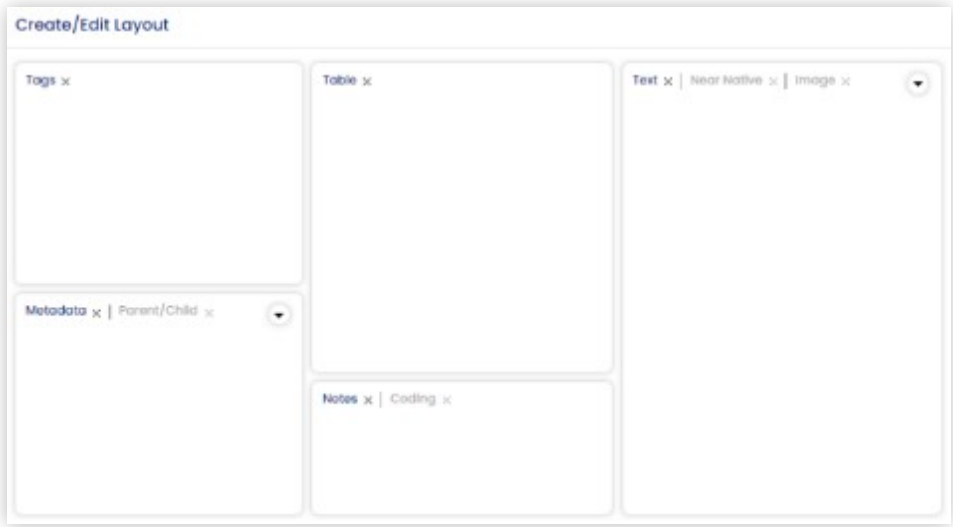 Create/Edit Layout
Tags ×
Table ×
Text × | Near Native × | Image ×
Metadata × | Parent/Child ×
Notes × | Coding ×